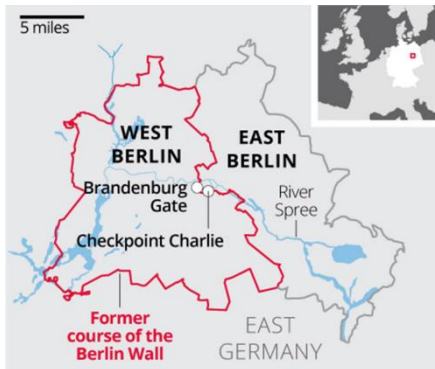 5 miles
WEST
BERLIN
EAST
BERLIN
Brandenburg
Gate
River
Spree
Checkpoint Charlie
Former
course of the
Berlin Wall
EAST
GERMANY